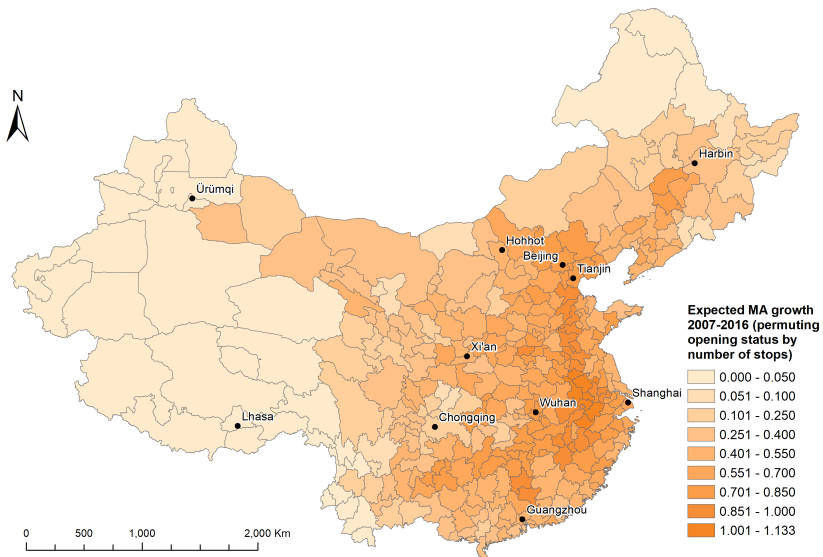 N
Harbin
Ürümqi
Hohhot
Beijing
Tianjin
Expected MA growth
2007-2016 (permuting
opening status by
number of stops)
Xi'an
0.000 - 0.050
0.051 - 0.100
Shanghai
Wuhan
0.101 - 0.250
Lhasa
Chongqing
0.251 - 0.400
0.401 - 0.550
0.551 - 0.700
0.701 - 0.850
Guangzhou
0.851 - 1.000
1.001 - 1.133
0 500 1,000 2,000 Km